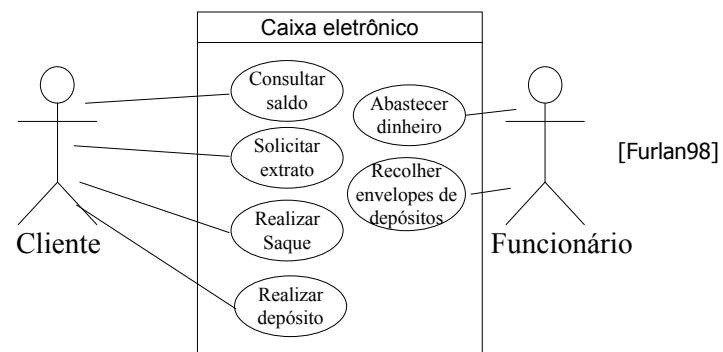 Caixa eletrônico
Consultar
saldo
Solicitar
extrato
Realizar
Saque
Realizar
depósito
Abastecer
dinheiro
Recolher
envelopes de
depósitos
Cliente
Funcionário
[Furlan98]